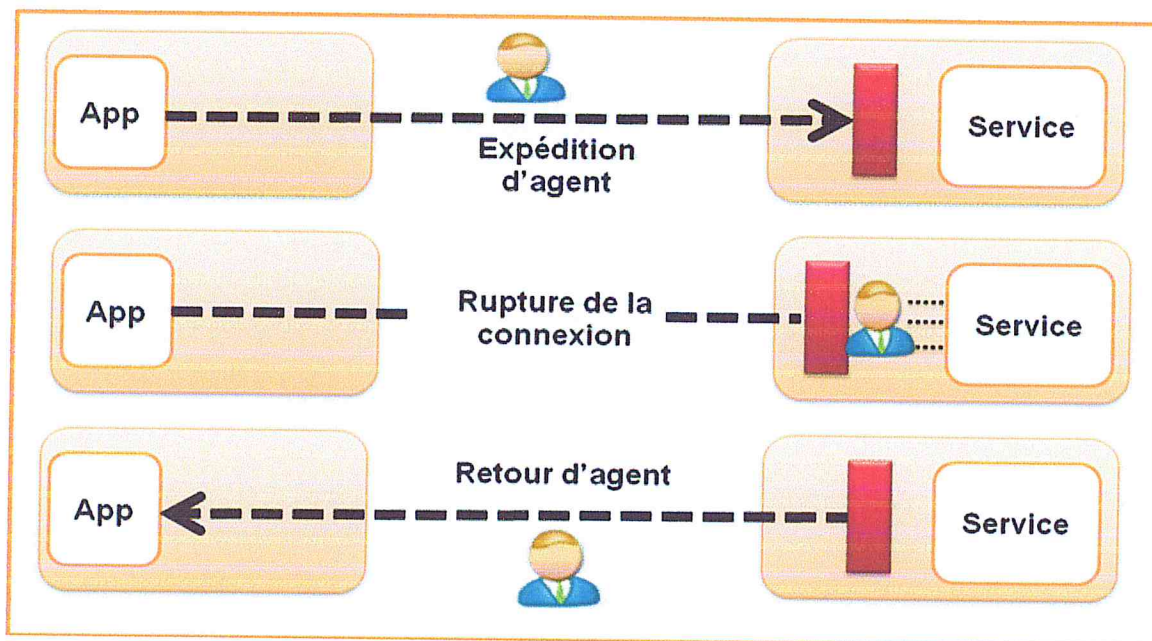 App
Expédition
d'agent
Service
App
Rupture de la
connexion
Service
App
Retour d'agent
Service